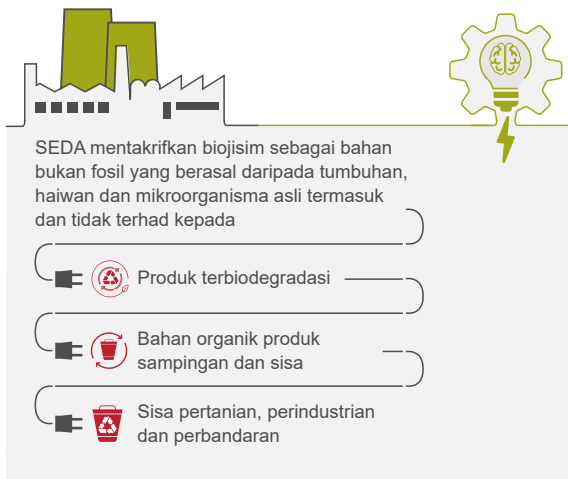 SEDA mentakrifkan biojisim sebagai bahan
bukan fosil yang berasal daripada tumbuhan,
haiwan dan mikroorganisma asli termasuk
dan tidak terhad kepada
Produk terbiodegradasi
Bahan organik produk
sampingan dan sisa
Sisa pertanian, perindustrian
dan perbandaran